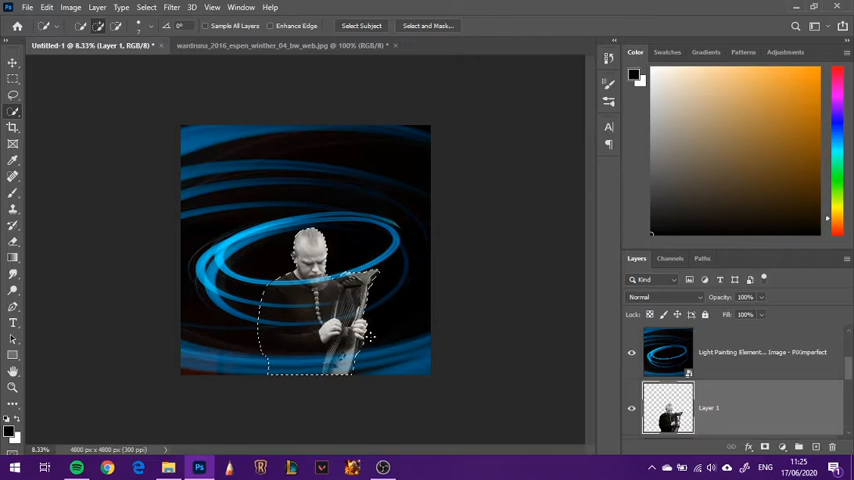 File Edit Image Layer Type Select Filter 3D View Window Help
0° Sample All Layers Enhance Edge Select Subject Select and Mask...
Untitled-1 @ 8.33% (Layer 1, RGB/8) * × wardruna_2016_espen_winther_04_bw_web.jpg @ 100% (RGB/8) * ×
Color Swatches Gradients Patterns Adjustments
Layers Channels Paths
Kind
Normal Opacity: 100%
Lock: Fill: 100%
Light Painting Element... Image - PiXimperfect
Layer 1
8.33% 4800 px x 4800 px (300 ppi)
ENG 11:25
17/06/2020